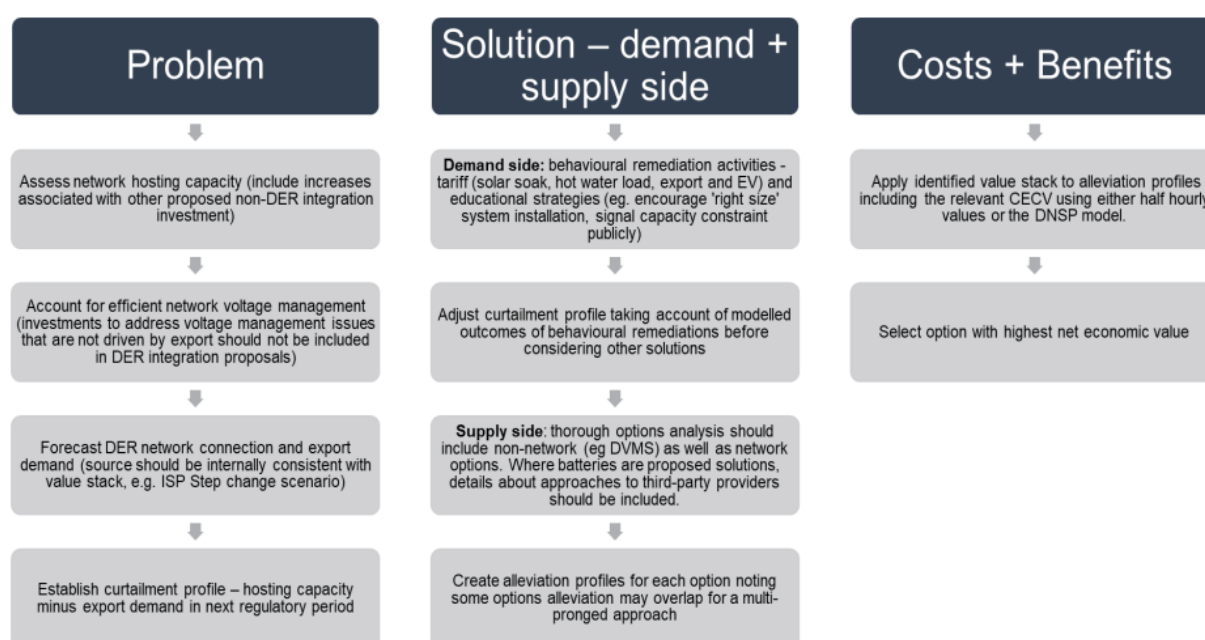 Problem
Assess network hosting capacity (include increases
associated with other proposed non-DER integration
investment)
Account for efficient network voltage management
(investments to address voltage management issues
that are not driven by export should not be included
in DER integration proposals)
Forecast DER network connection and export
demand (source should be internally consistent with
value stack, e.g. ISP Step change scenario)
Establish curtailment profile – hosting capacity
minus export demand in next regulatory period
Solution – demand +
supply side
Demand side: behavioural remediation activities -
tariff (solar soak, hot water load, export and EV) and
educational strategies (eg. encourage 'right size'
system installation, signal capacity constraint
publicly)
Adjust curtailment profile taking account of modelled
outcomes of behavioural remediations before
considering other solutions
Supply side: thorough options analysis should
include non-network (eg DVMS) as well as network
options. Where batteries are proposed solutions,
details about approaches to third-party providers
should be included.
Create alleviation profiles for each option noting
some options alleviation may overlap for a multi-
pronged approach
Costs + Benefits
Apply identified value stack to alleviation profiles
including the relevant CECV using either half hourly
values or the DNSP model.
Select option with highest net economic value